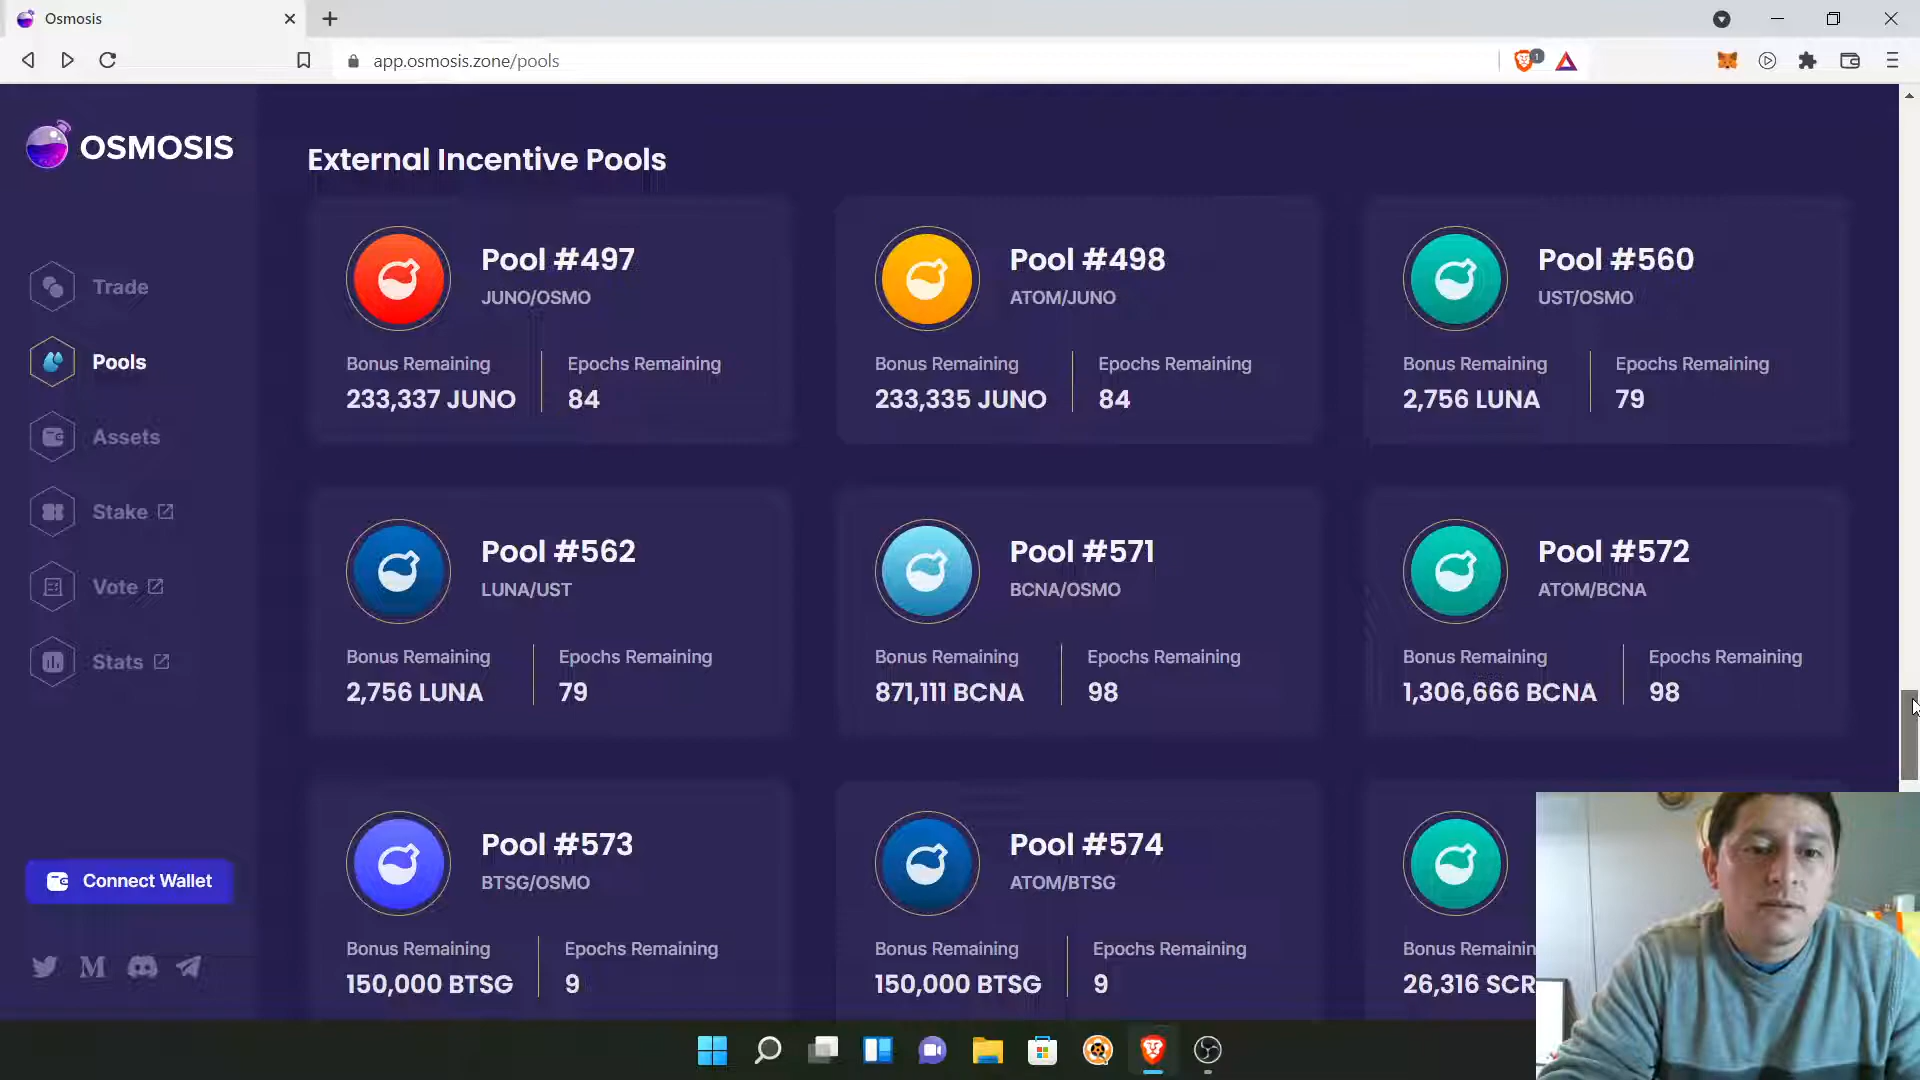 Osmosis
app.osmosis.zone/pools
1
OSMOSIS
Trade
Pools
Assets
Stake
Vote
Stats
Connect Wallet
External Incentive Pools
Pool #497
JUNO/OSMO
Bonus Remaining
233,337 JUNO
Epochs Remaining
84
Pool #498
ATOM/JUNO
Bonus Remaining
233,335 JUNO
Epochs Remaining
84
Pool #560
UST/OSMO
Bonus Remaining
2,756 LUNA
Epochs Remaining
79
Pool #562
LUNA/UST
Bonus Remaining
2,756 LUNA
Epochs Remaining
79
Pool #571
BCNA/OSMO
Bonus Remaining
871,111 BCNA
Epochs Remaining
98
Pool #572
ATOM/BCNA
Bonus Remaining
1,306,666 BCNA
Epochs Remaining
98
Pool #573
BTSG/OSMO
Bonus Remaining
150,000 BTSG
Epochs Remaining
9
Pool #574
ATOM/BTSG
Bonus Remaining
150,000 BTSG
Epochs Remaining
9
Bonus Remainin
26,316 SCR